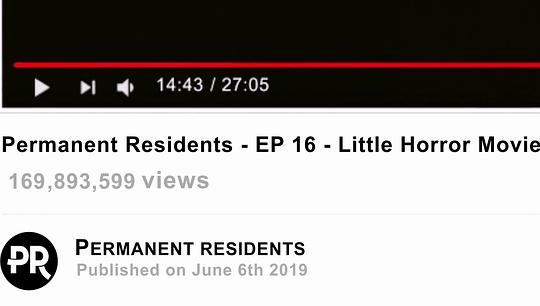 14:43 / 27:05
Permanent Residents - EP 16 - Little Horror Movie
169,893,599 views
PR
PERMANENT RESIDENTS
Published on June 6th 2019